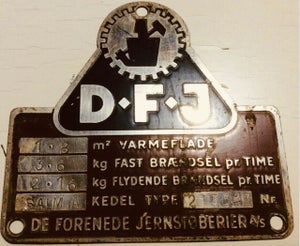 D·F·J
1.8 m² VARMEFLADE
3.6 kg FAST BRÆNDSEL pr. TIME
kg FLYDENDE BRÆNDSEL pr. TIME
KEDEL TYPE 2 Nr.
DE FORENEDE JERNSTØBERIER A/S